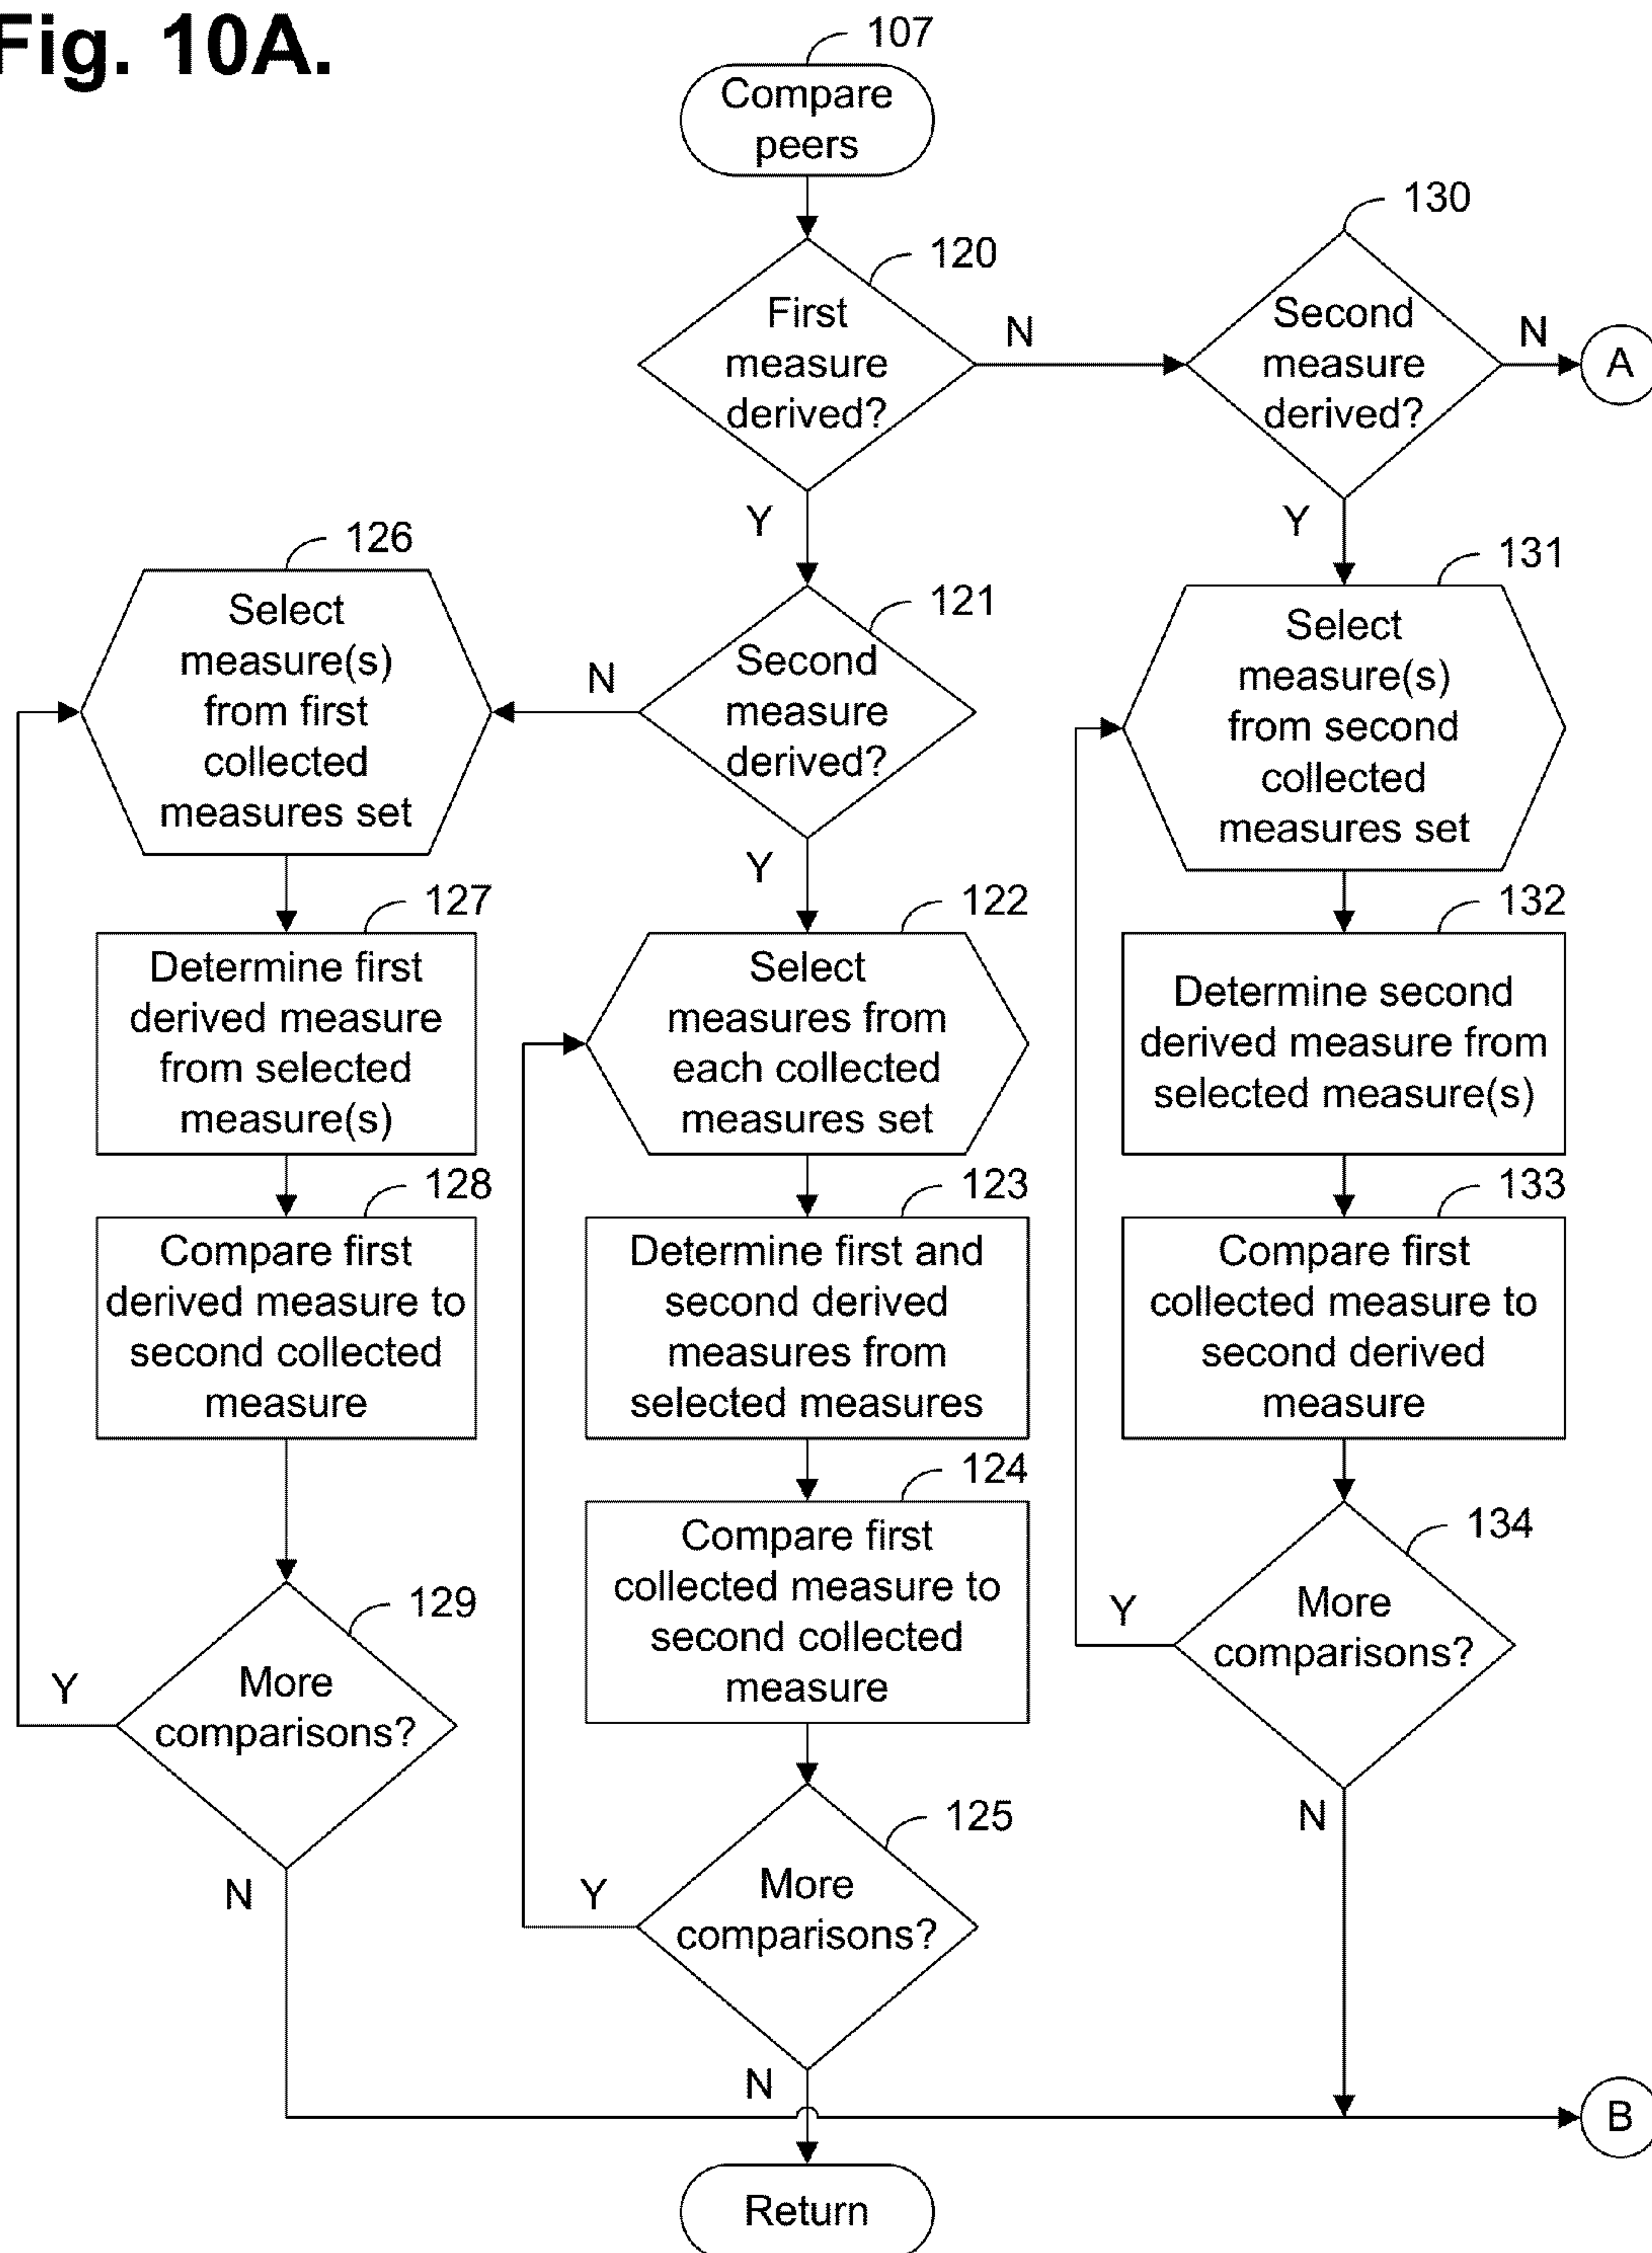 Fig. 10A.
107
Compare
peers
120
First
measure
derived?
N
Y
130
Second
measure
derived?
N
A
Y
121
Second
measure
derived?
N
Y
126
Select
measure(s)
from first
collected
measures set
127
Determine first
derived measure
from selected
measure(s)
128
Compare first
derived measure to
second collected
measure
129
More
comparisons?
Y
N
122
Select
measures from
each collected
measures set
123
Determine first and
second derived
measures from
selected measures
124
Compare first
collected measure to
second collected
measure
125
More
comparisons?
Y
N
131
Select
measure(s)
from second
collected
measures set
132
Determine second
derived measure from
selected measure(s)
133
Compare first
collected measure to
second derived
measure
134
More
comparisons?
Y
N
B
Return